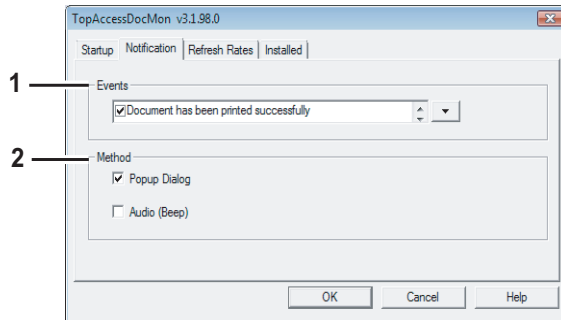 TopAccessDocMon v3.1.98.0
Startup Notification Refresh Rates Installed
1 Events
Document has been printed successfully
2 Method
Popup Dialog
Audio (Beep)
OK Cancel Help